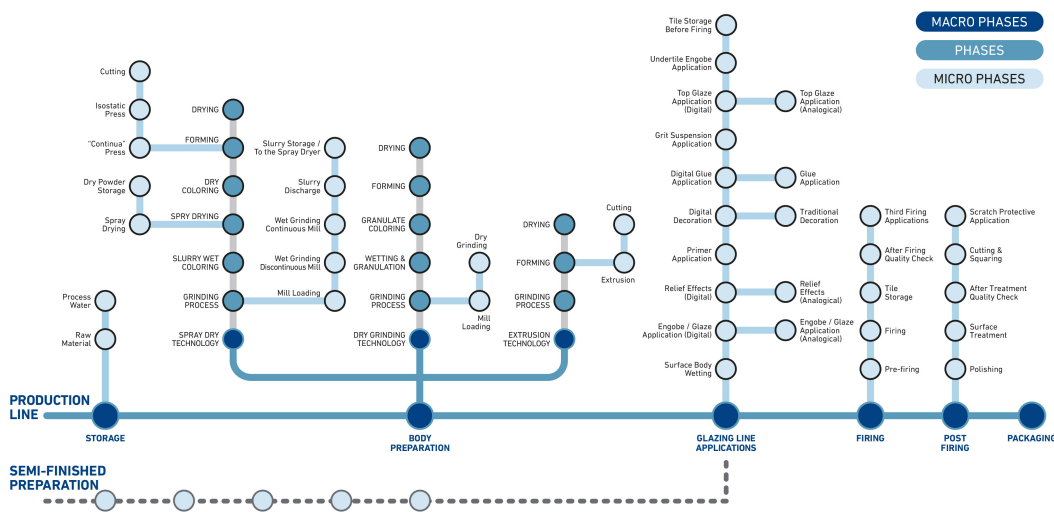 MACRO PHASES
PHASES
MICRO PHASES
Cutting
Isostatic
Press
"Continua"
Press
Dry Powder
Storage
Spray
Drying
Process
Water
Raw
Material
DRYING
FORMING
DRY
COLORING
SPRY DRYING
SLURRY WET
COLORING
GRINDING
PROCESS
SPRAY DRY
TECHNOLOGY
Slurry Storage /
To the Spray Dryer
Slurry
Discharge
Wet Grinding
Continuous Mill
Wet Grinding
Discontinuous Mill
Mill Loading
DRYING
FORMING
GRANULATE
COLORING
WETTING &
GRANULATION
GRINDING
PROCESS
DRY GRINDING
TECHNOLOGY
Dry
Grinding
Mill
Loading
DRYING
FORMING
GRINDING
PROCESS
EXTRUSION
TECHNOLOGY
Cutting
Extrusion
Tile Storage
Before Firing
Undertile Engobe
Application
Top Glaze
Application
(Digital)
Top Glaze
Application
(Analogical)
Grit Suspension
Application
Digital Glue
Application
Glue
Application
Digital
Decoration
Traditional
Decoration
Primer
Application
Relief Effects
(Digital)
Relief
Effects
(Analogical)
Engobe / Glaze
Application (Digital)
Engobe / Glaze
Application
(Analogical)
Surface Body
Wetting
Third Firing
Applications
After Firing
Quality Check
Tile
Storage
Firing
Pre-firing
Scratch Protective
Application
Cutting &
Squaring
After Treatment
Quality Check
Surface
Treatment
Polishing
PRODUCTION
LINE
STORAGE
BODY
PREPARATION
GLAZING LINE
APPLICATIONS
FIRING
POST
FIRING
PACKAGING
SEMI-FINISHED
PREPARATION